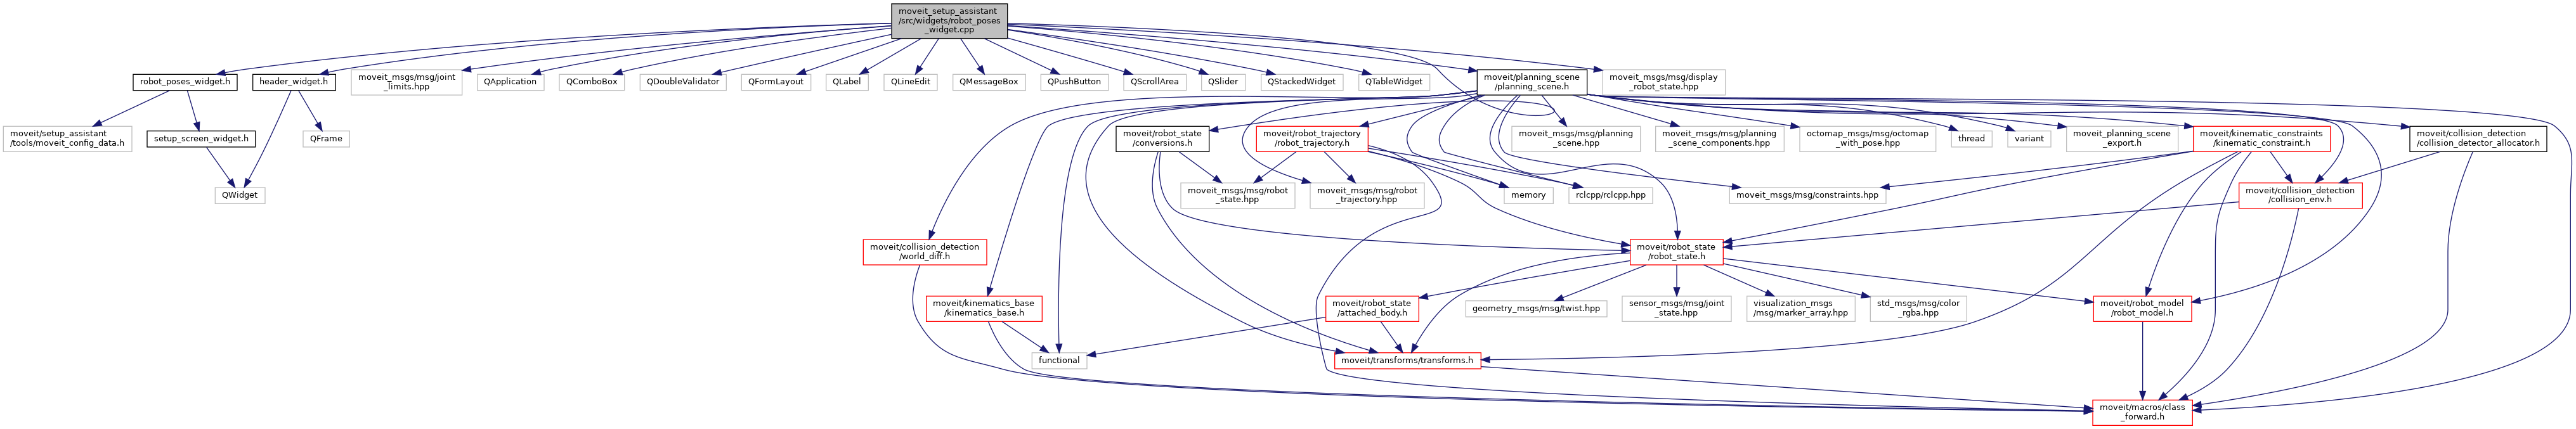 moveit_setup_assistant
/src/widgets/robot_poses
_widget.cpp
robot_poses_widget.h
header_widget.h
moveit_msgs/msg/joint
_limits.hpp
QApplication
QComboBox
QDoubleValidator
QFormLayout
QLabel
QLineEdit
QMessageBox
QPushButton
QScrollArea
QSlider
QStackedWidget
QTableWidget
moveit/planning_scene
/planning_scene.h
moveit_msgs/msg/display
_robot_state.hpp
moveit/setup_assistant
/tools/moveit_config_data.h
setup_screen_widget.h
QFrame
moveit/robot_state
/conversions.h
moveit/robot_trajectory
/robot_trajectory.h
moveit_msgs/msg/planning
_scene.hpp
moveit_msgs/msg/planning
_scene_components.hpp
octomap_msgs/msg/octomap
_with_pose.hpp
thread
variant
moveit_planning_scene
_export.h
moveit/kinematic_constraints
/kinematic_constraint.h
moveit/collision_detection
/collision_detector_allocator.h
QWidget
moveit_msgs/msg/robot
_state.hpp
moveit_msgs/msg/robot
_trajectory.hpp
memory
rclcpp/rclcpp.hpp
moveit_msgs/msg/constraints.hpp
moveit/collision_detection
/collision_env.h
moveit/collision_detection
/world_diff.h
moveit/robot_state
/robot_state.h
moveit/kinematics_base
/kinematics_base.h
moveit/robot_state
/attached_body.h
geometry_msgs/msg/twist.hpp
sensor_msgs/msg/joint
_state.hpp
visualization_msgs
/msg/marker_array.hpp
std_msgs/msg/color
_rgba.hpp
moveit/robot_model
/robot_model.h
functional
moveit/transforms/transforms.h
moveit/macros/class
_forward.h